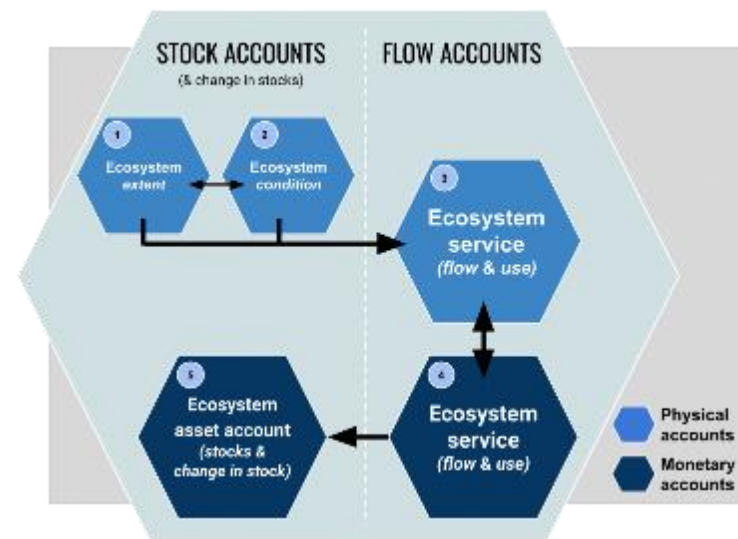 STOCK ACCOUNTS
(& change in stocks)
FLOW ACCOUNTS
1
Ecosystem
extent
2
Ecosystem
condition
3
Ecosystem
service
(flow & use)
5
Ecosystem
asset account
(stocks &
change in stock)
4
Ecosystem
service
(flow & use)
Physical
accounts
Monetary
accounts